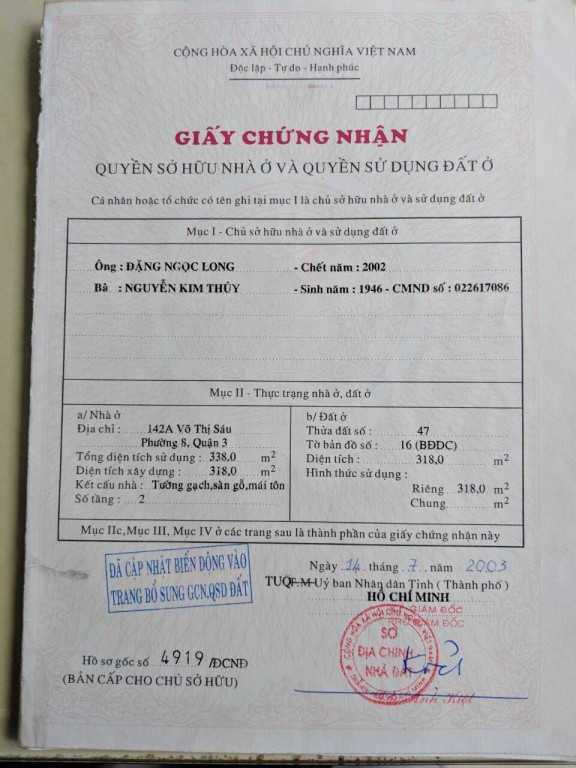 CỘNG HÒA XÃ HỘI CHỦ NGHĨA VIỆT NAM
Độc lập - Tự do - Hạnh phúc
GIẤY CHỨNG NHẬN
QUYỀN SỞ HỮU NHÀ Ở VÀ QUYỀN SỬ DỤNG ĐẤT Ở
Cá nhân hoặc tổ chức có tên ghi tại mục I là chủ sở hữu nhà ở và sử dụng đất ở
Mục I - Chủ sở hữu nhà ở và sử dụng đất ở
Ông : ĐẶNG NGỌC LONG - Chết năm : 2002
Bà : NGUYỄN KIM THÚY - Sinh năm : 1946 - CMND số : 022617086
Mục II - Thực trạng nhà ở, đất ở
a/ Nhà ở
Địa chỉ : 142A Võ Thị Sáu
Phường 8, Quận 3
Tổng diện tích sử dụng : 338,0 m2
Diện tích xây dựng : 318,0 m2
Kết cấu nhà : Tường gạch,sàn gỗ,mái tôn
Số tầng : 2
b/ Đất ở
Thửa đất số : 47
Tờ bản đồ số : 16 (BĐDC)
Diện tích : 318,0 m2
Hình thức sử dụng :
Riêng 318,0 m2
Chung m2
Mục IIc,Mục III, Mục IV ở các trang sau là thành phần của giấy chứng nhận này
ĐÃ CẬP NHẬT BIẾN ĐỘNG VÀO
TRANG BỔ SUNG GCN.QSD ĐẤT
Ngày 14 tháng 7 năm 2003
TUQ T.M Uỷ ban Nhân dân Tỉnh ( Thành phố )
HỒ CHÍ MINH
GIÁM ĐỐC
PHÓ GIÁM ĐỐC
SỞ
ĐỊA CHÍNH
NHÀ ĐẤT
Hồ sơ gốc số 4919/ĐCNĐ
(BẢN CẤP CHO CHỦ SỞ HỮU)
Kiệt